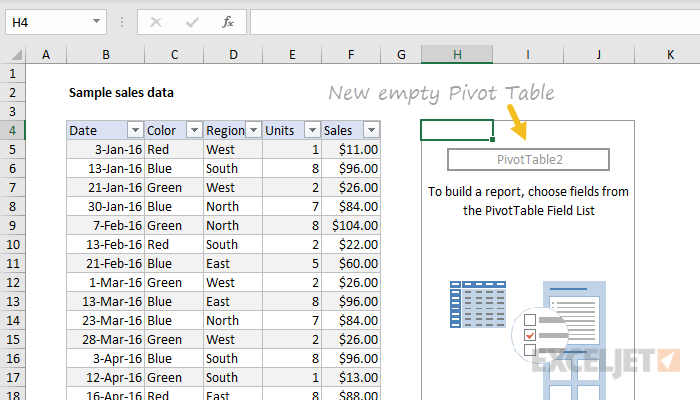 H4
fx
A B C D E F G H I J K
1
2 Sample sales data New empty Pivot Table
3
4 Date Color Region Units Sales
5 3-Jan-16 Red West 1 $11.00
PivotTable2
6 13-Jan-16 Blue South 8 $96.00
7 21-Jan-16 Green West 2 $26.00 To build a report, choose fields from
8 30-Jan-16 Blue North 7 $84.00 the PivotTable Field List
9 7-Feb-16 Green North 8 $104.00
10 13-Feb-16 Red South 2 $22.00
11 21-Feb-16 Blue East 5 $60.00
12 1-Mar-16 Green West 2 $26.00
13 13-Mar-16 Blue East 8 $96.00
14 23-Mar-16 Blue North 7 $84.00
15 28-Mar-16 Green West 2 $26.00
16 3-Apr-16 Blue South 8 $96.00
EXCELJET
17 12-Apr-16 Green South 1 $13.00
18 16-Apr-16 Red East 8 $88.00